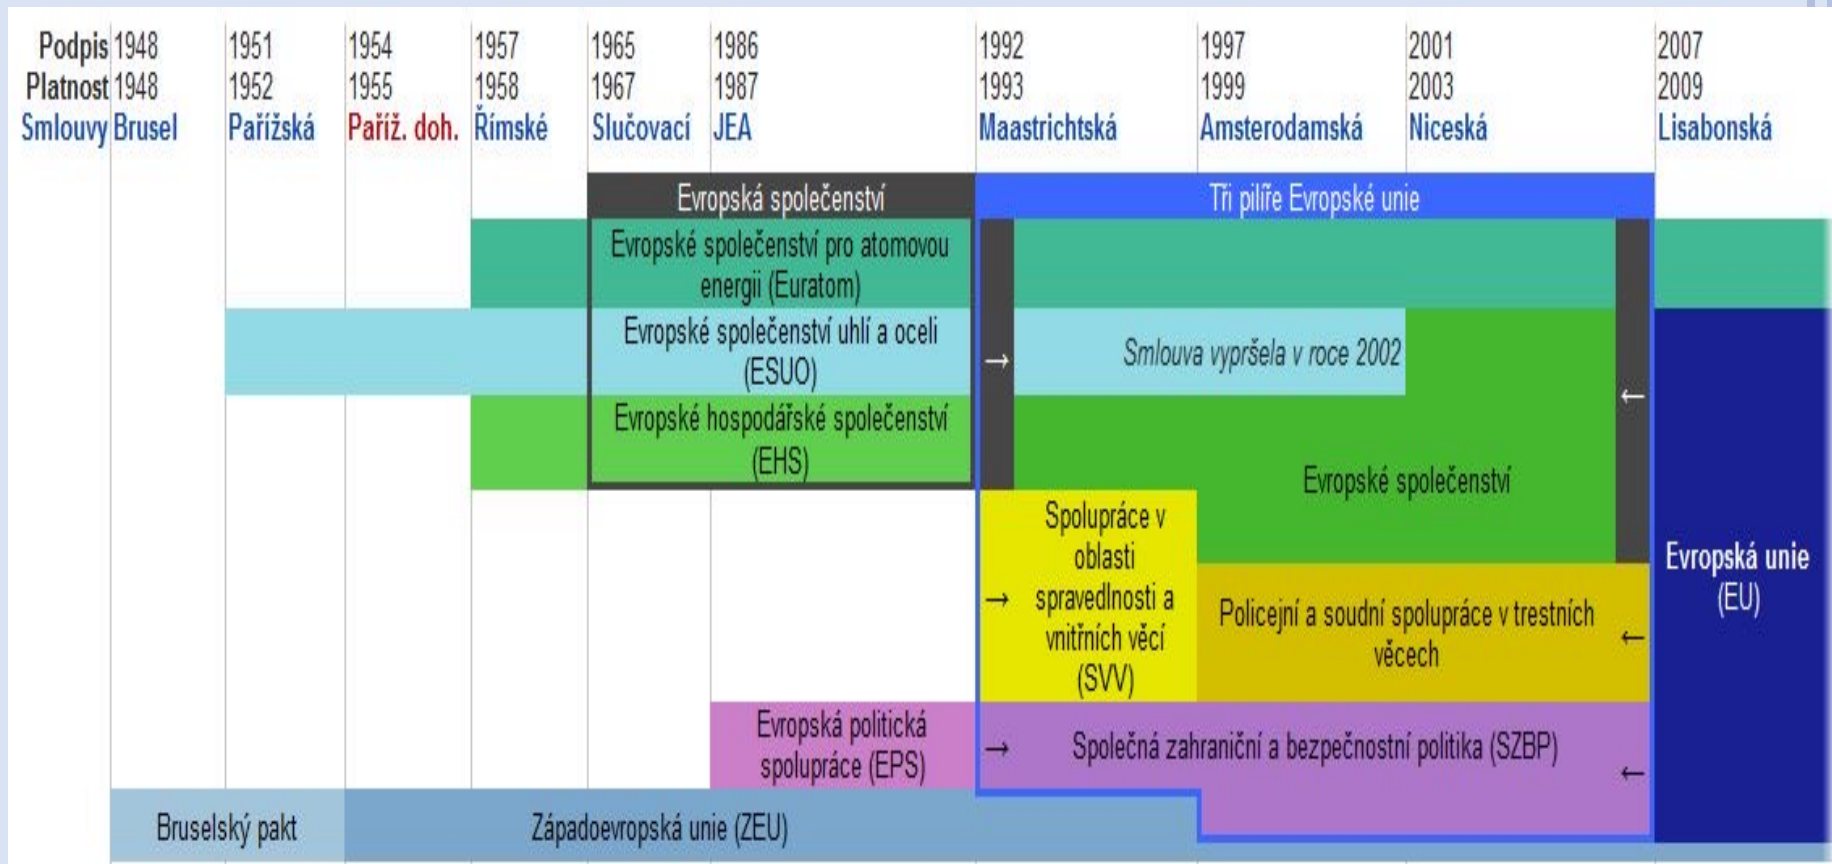 Podpis 1948 1951 1954 1957 1965 1986 1992 1997 2001 2007
Platnost 1948 1952 1955 1958 1967 1987 1993 1999 2003 2009
Smlouvy Brusel Pařížská Paříž. doh. Římské Slučovací JEA Maastrichtská Amsterodamská Niceská Lisabonská
Evropská společenství
Tři pilíře Evropské unie
Evropské společenství pro atomovou
energii (Euratom)
Evropské společenství uhlí a oceli
(ESUO)
→
Smlouva vypršela v roce 2002
←
Evropské hospodářské společenství
(EHS)
Evropské společenství
Spolupráce v
oblasti
→ spravedlnosti a
vnitřních věcí
(SVV)
Policejní a soudní spolupráce v trestních
věcech
←
Evropská unie
(EU)
Evropská politická
spolupráce (EPS)
→
Společná zahraniční a bezpečnostní politika (SZBP)
←
Bruselský pakt
Západoevropská unie (ZEU)